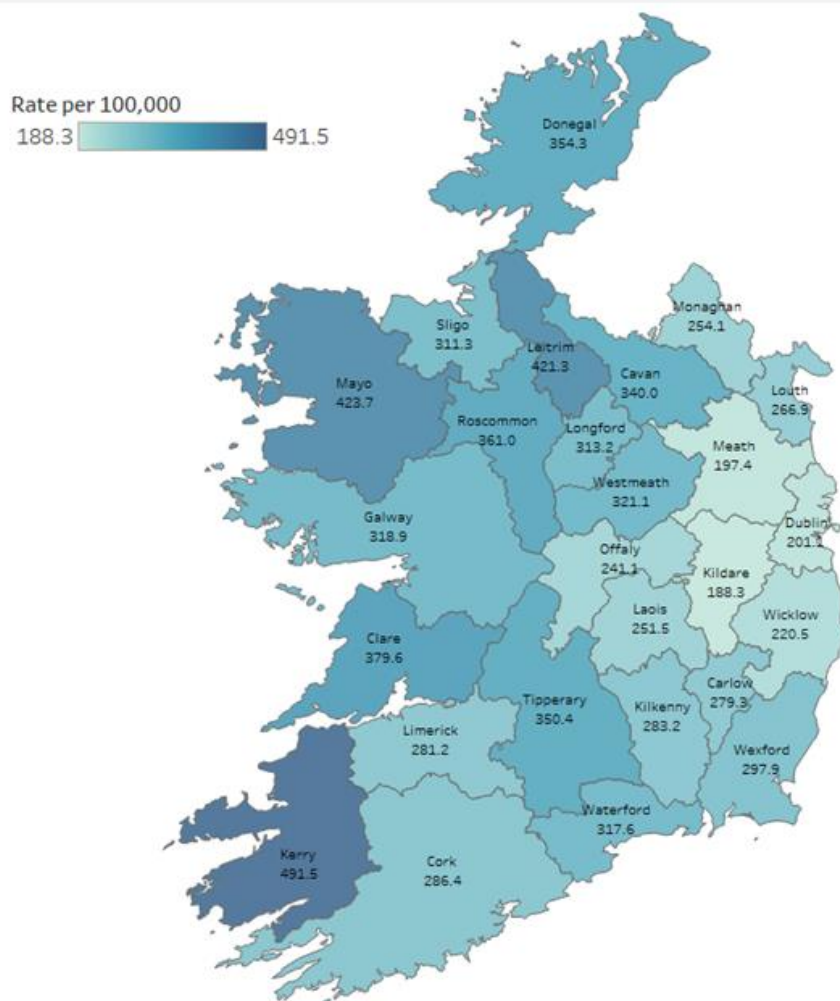 Rate per 100,000
188.3
491.5
Donegal
354.3
Monaghan
254.1
Sligo
311.3
Leitrim
421.3
Cavan
340.0
Louth
266.9
Mayo
423.7
Roscommon
361.0
Longford
313.2
Meath
197.4
Westmeath
321.1
Galway
318.9
Dublin
201.1
Offaly
241.1
Kildare
188.3
Laois
251.5
Wicklow
220.5
Clare
379.6
Carlow
279.3
Tipperary
350.4
Kilkenny
283.2
Limerick
281.2
Wexford
297.9
Waterford
317.6
Kerry
491.5
Cork
286.4